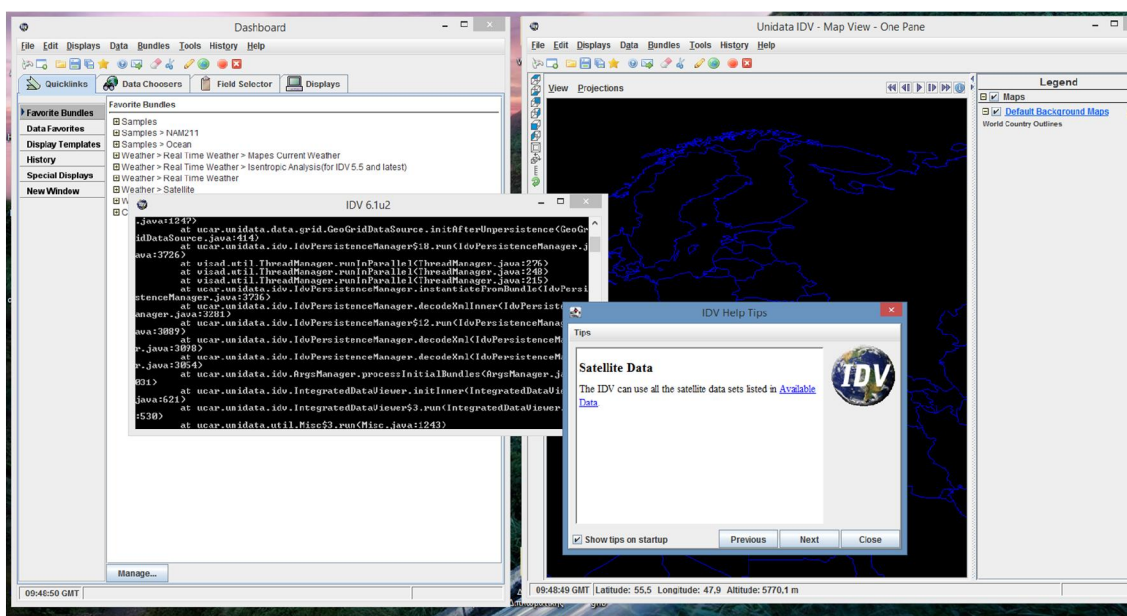 Dashboard
File Edit Displays Data Bundles Tools History Help
Quicklinks Data Choosers Field Selector Displays
Favorite Bundles
Data Favorites
Display Templates
History
Special Displays
New Window
Favorite Bundles
Samples
Samples > NAM211
Samples > Ocean
Weather > Real Time Weather > Mapes Current Weather
Weather > Real Time Weather > Isentropic Analysis(for IDV 5.5 and latest)
Weather > Real Time Weather
Weather > Satellite
W
C
Manage...
09:48:50 GMT
IDV 6.1u2
.java:1247)
at ucar.unidata.data.grid.GeoGridDataSource.initAfterUnpersistence(GeoGr
idDataSource.java:414)
at ucar.unidata.idv.IdvPersistenceManager$18.run(IdvPersistenceManager.j
ava:3726)
at visad.util.ThreadManager.runInParallel(ThreadManager.java:276)
at visad.util.ThreadManager.runInParallel(ThreadManager.java:248)
at visad.util.ThreadManager.runInParallel(ThreadManager.java:215)
at ucar.unidata.idv.IdvPersistenceManager.instantiateFromBundle(IdvPersi
stenceManager.java:3736)
at ucar.unidata.idv.IdvPersistenceManager.decodeXmlInner(IdvPersist
anager.java:3281)
at ucar.unidata.idv.IdvPersistenceManager$12.run(IdvPersistenceManag
ava:3089)
at ucar.unidata.idv.IdvPersistenceManager.decodeXml(IdvPersistenceM
r.java:3098)
at ucar.unidata.idv.IdvPersistenceManager.decodeXml(IdvPersistenceM
r.java:3054)
at ucar.unidata.idv.ArgsManager.processInitialBundles(ArgsManager.j
031)
at ucar.unidata.idv.IntegratedDataViewer.initInner(IntegratedDataVi
java:621)
at ucar.unidata.idv.IntegratedDataViewer$3.run(IntegratedDataViewer
:530)
at ucar.unidata.util.Misc$3.run(Misc.java:1243)
Unidata IDV - Map View - One Pane
File Edit Displays Data Bundles Tools History Help
View Projections
Legend
Maps
Default Background Maps
World Country Outlines
IDV Help Tips
Tips
Satellite Data
The IDV can use all the satellite data sets listed in Available
Data.
IDV
Show tips on startup Previous Next Close
09:48:49 GMT Latitude: 55.5 Longitude: 47,9 Altitude: 5770,1 m